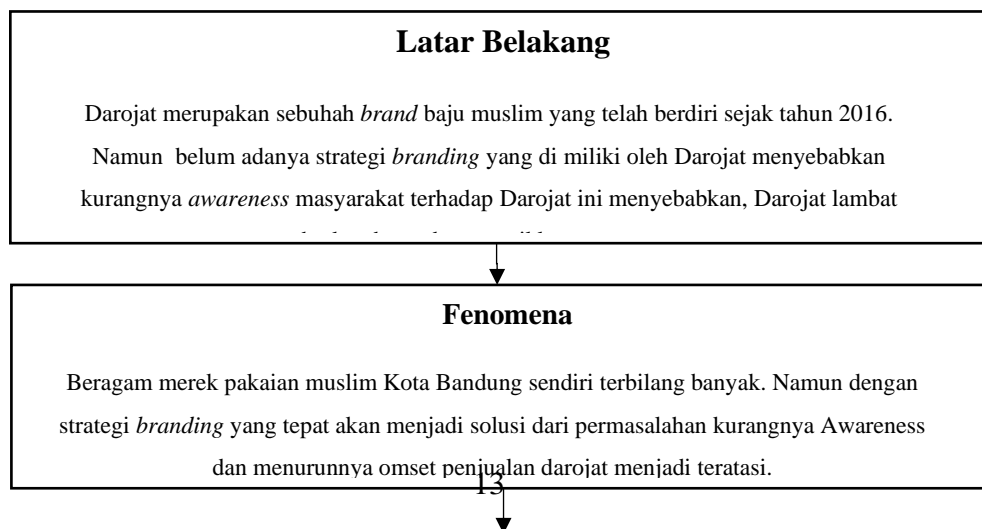 Latar Belakang
Darojat merupakan sebuhah brand baju muslim yang telah berdiri sejak tahun 2016.
Namun belum adanya strategi branding yang di miliki oleh Darojat menyebabkan
kurangnya awareness masyarakat terhadap Darojat ini menyebabkan, Darojat lambat
Fenomena
Beragam merek pakaian muslim Kota Bandung sendiri terbilang banyak. Namun dengan
strategi branding yang tepat akan menjadi solusi dari permasalahan kurangnya Awareness
dan menurunnya omset penjualan darojat menjadi teratasi.
13